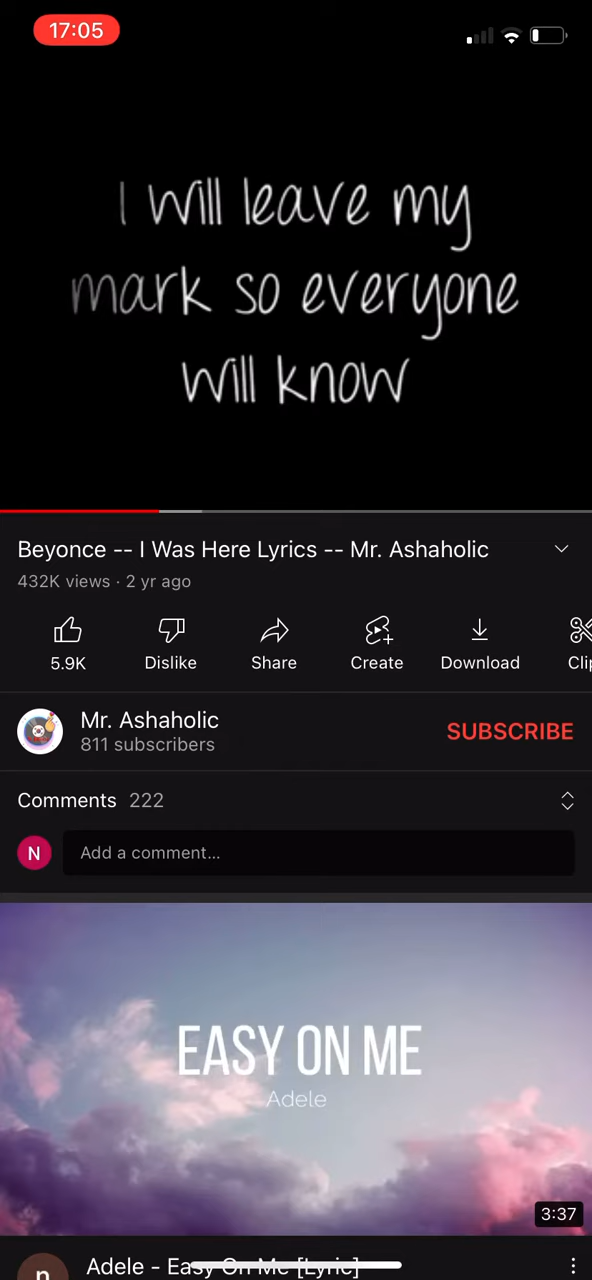 17:05
I will leave my
mark so everyone
will know
Beyonce -- I Was Here Lyrics -- Mr. Ashaholic
432K views · 2 yr ago
5.9K Dislike Share Create Download Clip
Mr. Ashaholic
811 subscribers
SUBSCRIBE
Comments 222
N
Add a comment...
EASY ON ME
Adele
3:37
n
Adele - Easy On Me [Lyric]